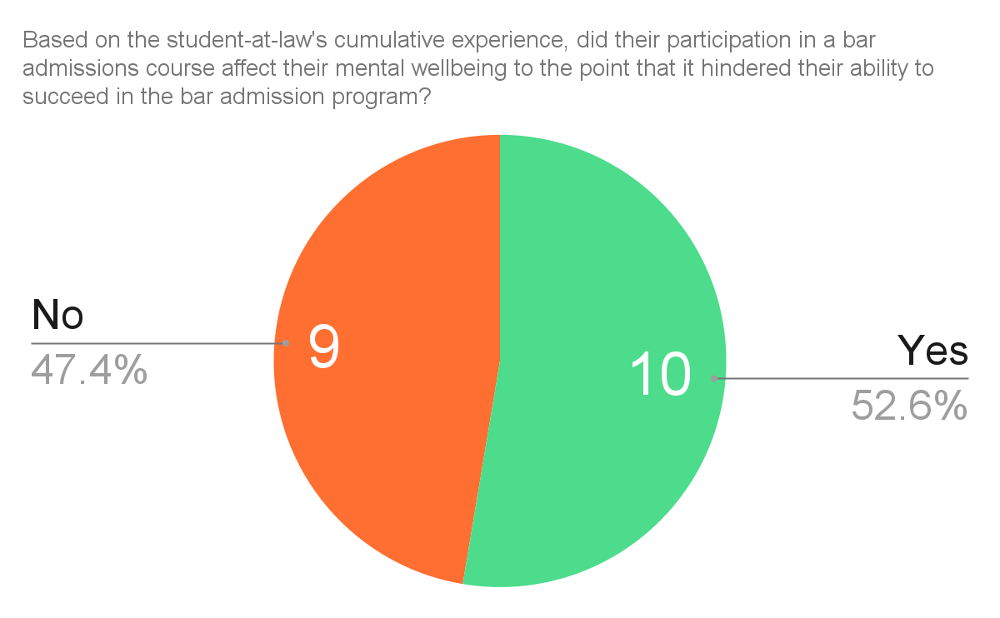 Based on the student-at-law's cumulative experience, did their participation in a bar
admissions course affect their mental wellbeing to the point that it hindered their ability to
succeed in the bar admission program?
No
47.4%
9
10
Yes
52.6%